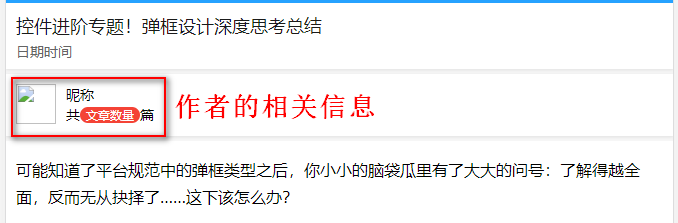 控件进阶专题！弹框设计深度思考总结
日期时间
昵称
共文章数量篇
作者的相关信息
可能知道了平台规范中的弹框类型之后，你小小的脑袋瓜里有了大大的问号：了解得越全
面，反而无从抉择了……这下该怎么办？